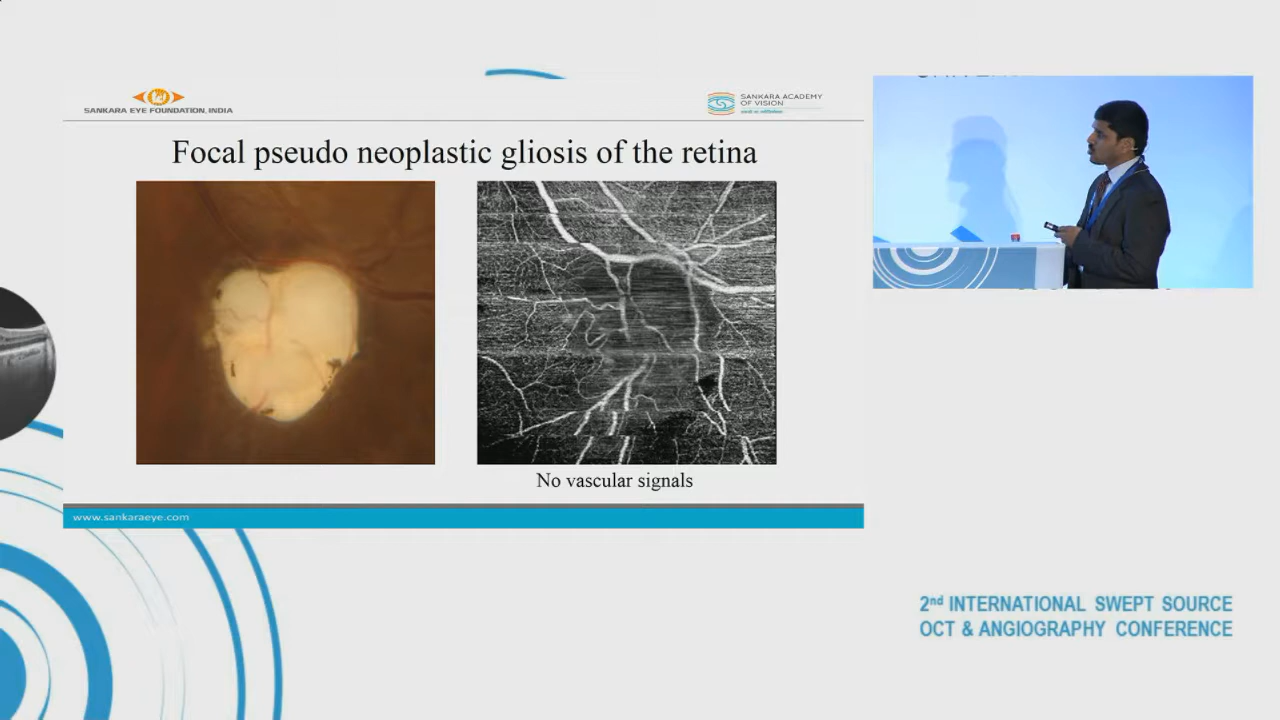 SANKARA EYE FOUNDATION, INDIA
SANKARA ACADEMY
OF VISION
Focal pseudo neoplastic gliosis of the retina
No vascular signals
www.sankaraeye.com
2nd INTERNATIONAL SWEPT SOURCE
OCT & ANGIOGRAPHY CONFERENCE